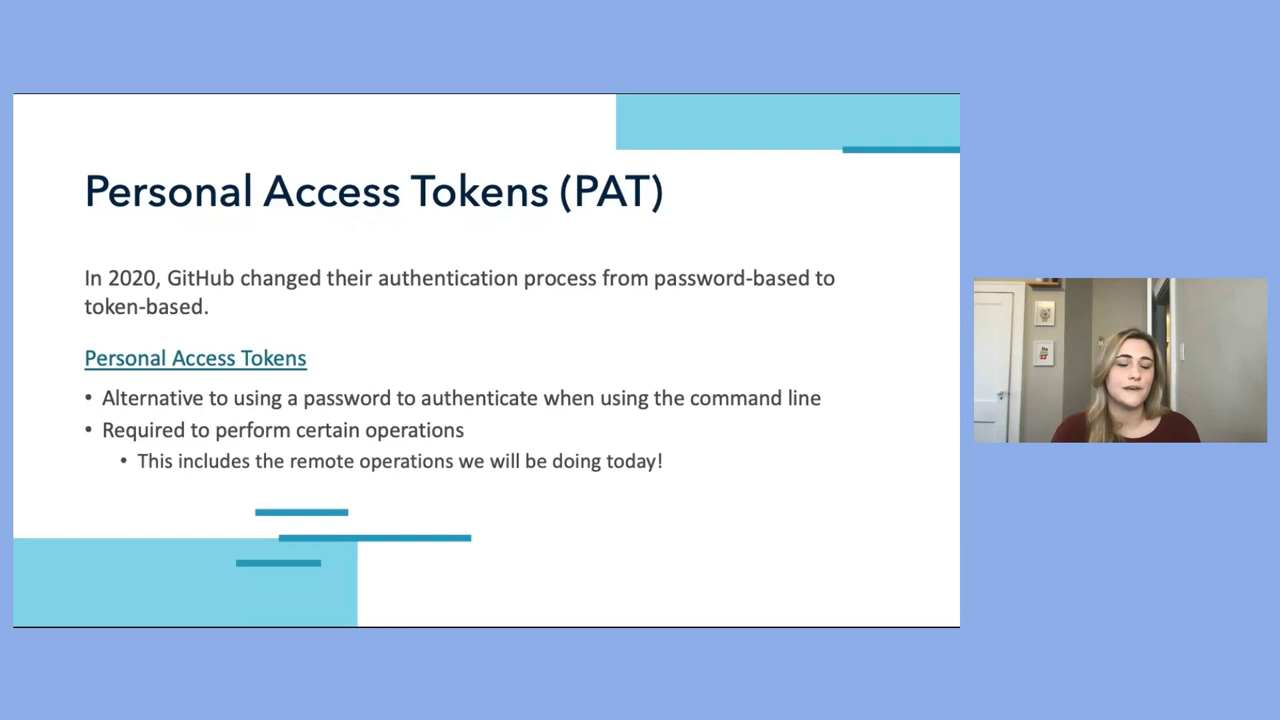 Personal Access Tokens (PAT)
In 2020, GitHub changed their authentication process from password-based to
token-based.
Personal Access Tokens
• Alternative to using a password to authenticate when using the command line
• Required to perform certain operations
• This includes the remote operations we will be doing today!